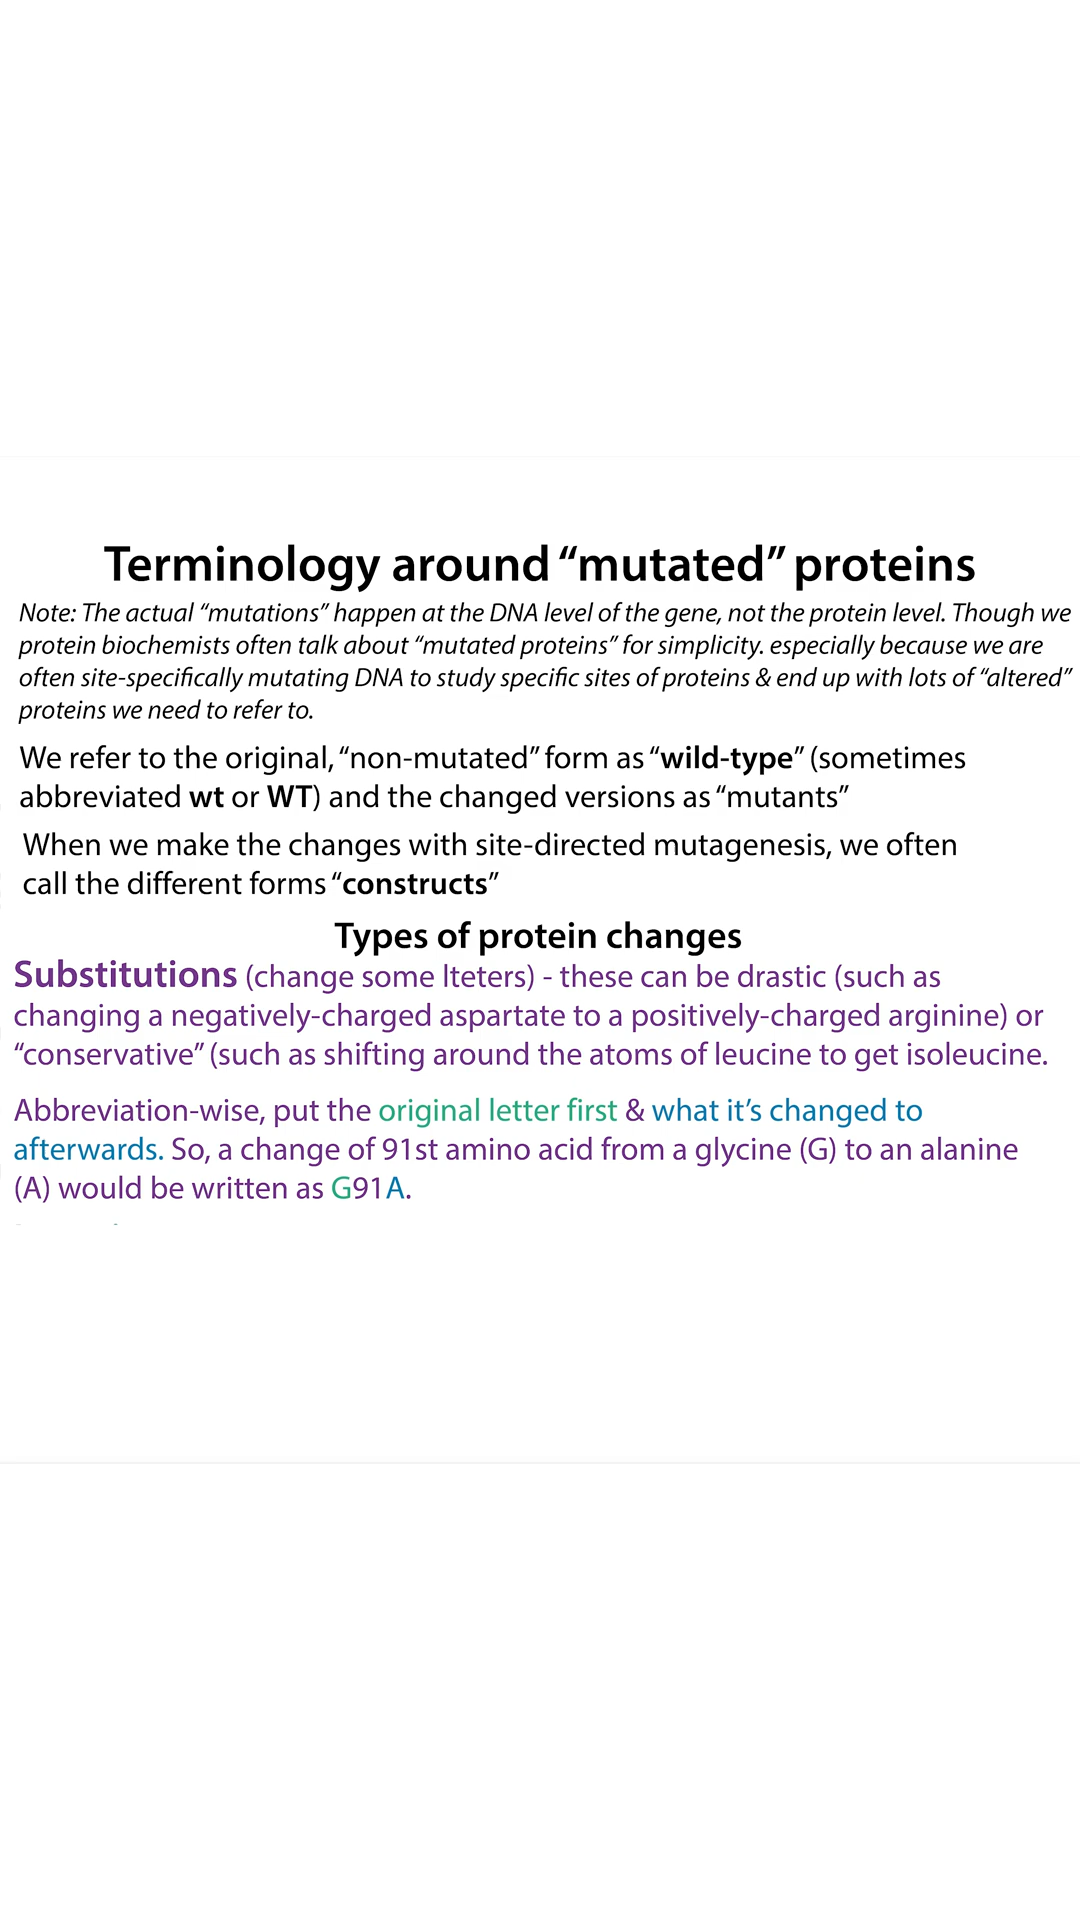 Terminology around “mutated” proteins
Note: The actual “mutations” happen at the DNA level of the gene, not the protein level. Though we
protein biochemists often talk about “mutated proteins” for simplicity. especially because we are
often site-specifically mutating DNA to study specific sites of proteins & end up with lots of “altered”
proteins we need to refer to.
We refer to the original, “non-mutated” form as “wild-type” (sometimes
abbreviated wt or WT) and the changed versions as “mutants”
When we make the changes with site-directed mutagenesis, we often
call the different forms “constructs”
Types of protein changes
Substitutions (change some lteters) - these can be drastic (such as
changing a negatively-charged aspartate to a positively-charged arginine) or
“conservative” (such as shifting around the atoms of leucine to get isoleucine.
Abbreviation-wise, put the original letter first & what it’s changed to
afterwards. So, a change of 91st amino acid from a glycine (G) to an alanine
(A) would be written as G91A.